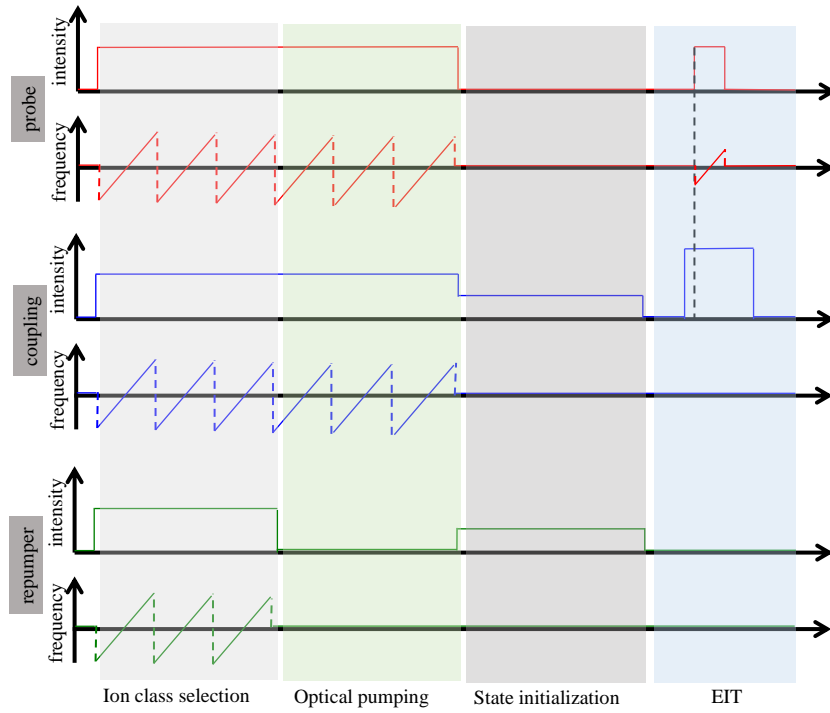 probe
intensity
frequency
coupling
intensity
frequency
repumper
intensity
frequency
Ion class selection
Optical pumping
State initialization
EIT